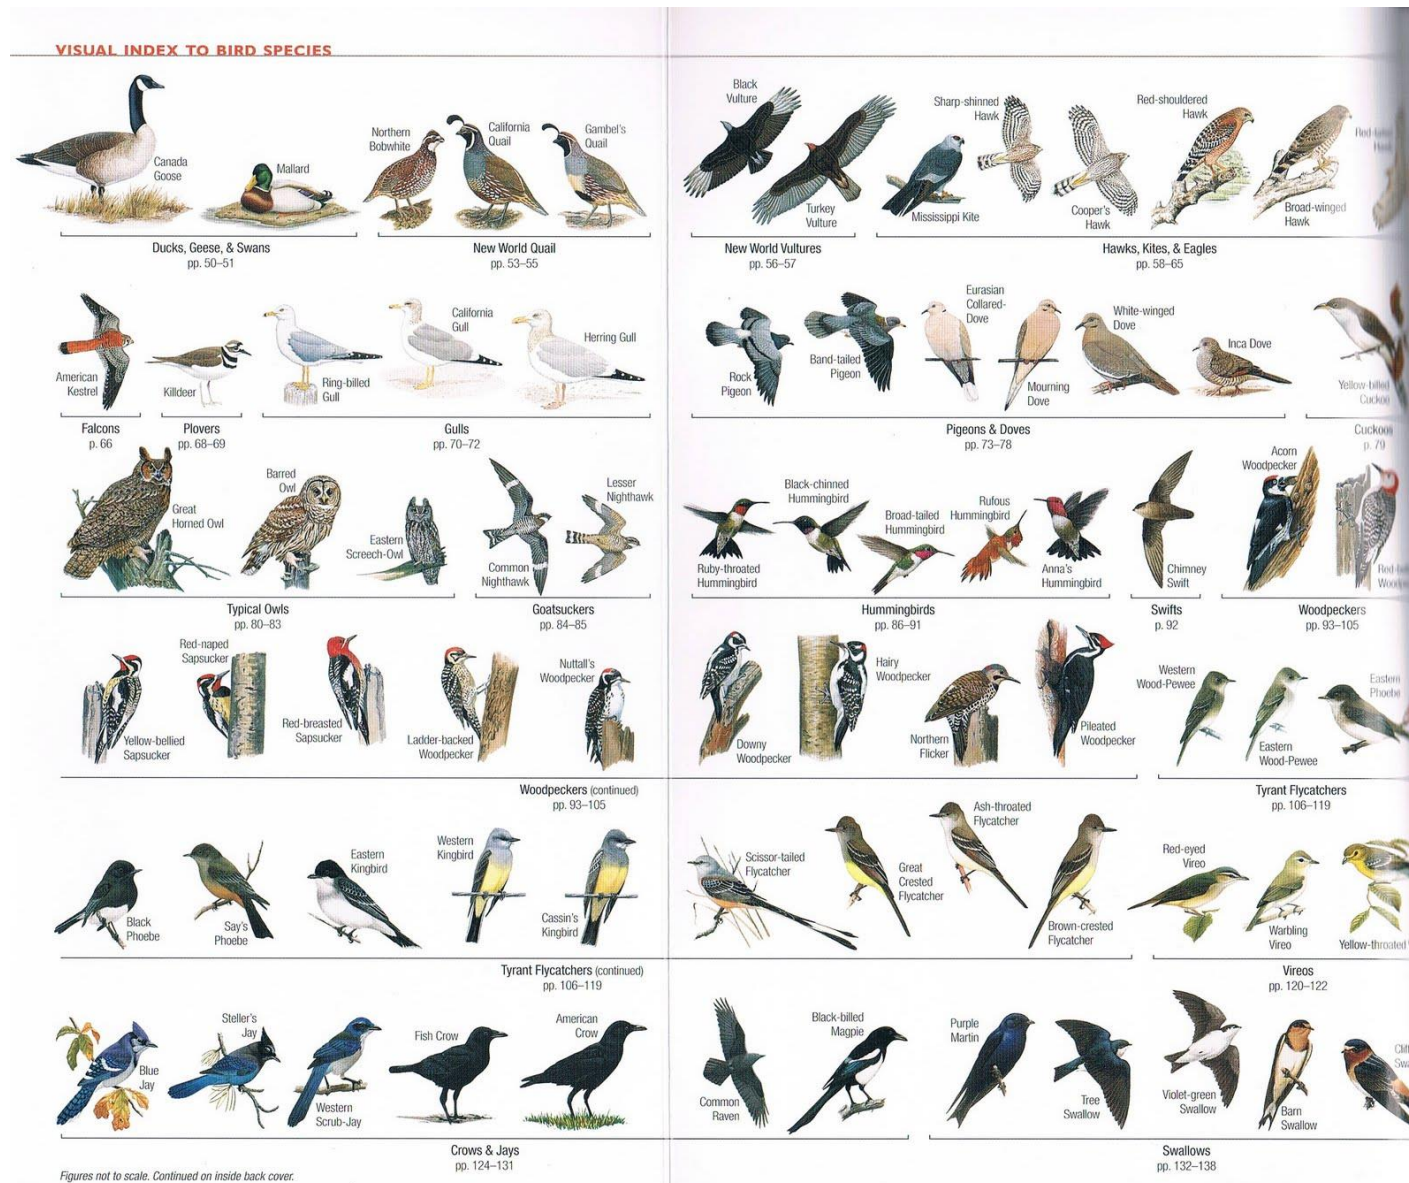 VISUAL INDEX TO BIRD SPECIES
Canada
Goose
Mallard
Northern
Bobwhite
California
Quail
Gambel's
Quail
Ducks, Geese, & Swans
pp. 50–51
New World Quail
pp. 53–55
American
Kestrel
Killdeer
Ring-billed
Gull
California
Gull
Herring Gull
Falcons
p. 66
Plovers
pp. 68–69
Gulls
pp. 70–72
Great
Horned Owl
Barred
Owl
Eastern
Screech-Owl
Common
Nighthawk
Lesser
Nighthawk
Typical Owls
pp. 80–83
Goatsuckers
pp. 84–85
Yellow-bellied
Sapsucker
Red-naped
Sapsucker
Red-breasted
Sapsucker
Ladder-backed
Woodpecker
Nuttall's
Woodpecker
Woodpeckers (continued)
pp. 93–105
Black
Phoebe
Say's
Phoebe
Eastern
Kingbird
Western
Kingbird
Cassin's
Kingbird
Tyrant Flycatchers (continued)
pp. 106–119
Blue
Jay
Steller's
Jay
Western
Scrub-Jay
Fish Crow
American
Crow
Crows & Jays
pp. 124–131
Figures not to scale. Continued on inside back cover.
Black
Vulture
Turkey
Vulture
Mississippi Kite
Sharp-shinned
Hawk
Cooper's
Hawk
Red-shouldered
Hawk
Broad-winged
Hawk
New World Vultures
pp. 56–57
Hawks, Kites, & Eagles
pp. 58–65
Rock
Pigeon
Band-tailed
Pigeon
Eurasian
Collared-
Dove
Mourning
Dove
White-winged
Dove
Inca Dove
Yellow-billed
Cuckoo
Pigeons & Doves
pp. 73–78
Cuckoos
p. 79
Ruby-throated
Hummingbird
Black-chinned
Hummingbird
Broad-tailed
Hummingbird
Rufous
Hummingbird
Anna's
Hummingbird
Chimney
Swift
Acorn
Woodpecker
Hummingbirds
pp. 86–91
Swifts
p. 92
Woodpeckers
pp. 93–105
Downy
Woodpecker
Hairy
Woodpecker
Northern
Flicker
Pileated
Woodpecker
Western
Wood-Pewee
Eastern
Wood-Pewee
Eastern
Phoebe
Tyrant Flycatchers
pp. 106–119
Scissor-tailed
Flycatcher
Great
Crested
Flycatcher
Ash-throated
Flycatcher
Brown-crested
Flycatcher
Red-eyed
Vireo
Warbling
Vireo
Yellow-throated
Vireos
pp. 120–122
Common
Raven
Black-billed
Magpie
Purple
Martin
Tree
Swallow
Violet-green
Swallow
Barn
Swallow
Swallows
pp. 132–138